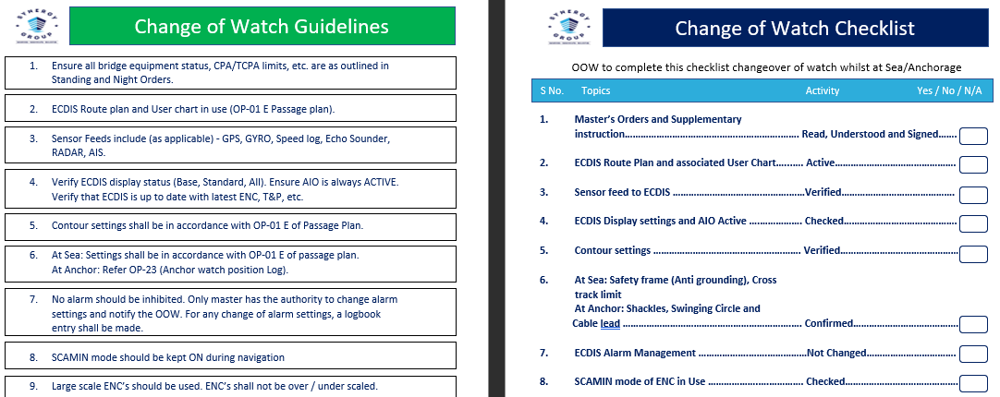 SYNERGY
GROUP
Change of Watch Guidelines
1. Ensure all bridge equipment status, CPA/TCPA limits, etc. are as outlined in
Standing and Night Orders.
2. ECDIS Route plan and User chart in use (OP-01 E Passage plan).
3. Sensor Feeds include (as applicable) - GPS, GYRO, Speed log, Echo Sounder,
RADAR, AIS.
4. Verify ECDIS display status (Base, Standard, All). Ensure AIO is always ACTIVE.
Verify that ECDIS is up to date with latest ENC, T&P, etc.
5. Contour settings shall be in accordance with OP-01 E of Passage Plan.
6. At Sea: Settings shall be in accordance with OP-01 E of passage plan.
At Anchor: Refer OP-23 (Anchor watch position Log).
7. No alarm should be inhibited. Only master has the authority to change alarm
settings and notify the OOW. For any change of alarm settings, a logbook
entry shall be made.
8. SCAMIN mode should be kept ON during navigation
9. Large scale ENC's should be used. ENC's shall not be over / under scaled.
SYNERGY
GROUP
Change of Watch Checklist
OOW to complete this checklist changeover of watch whilst at Sea/Anchorage
S No. Topics Activity Yes / No / N/A
1. Master's Orders and Supplementary
instruction.................................................... Read, Understood and Signed......
2. ECDIS Route Plan and associated User Chart.......... Active....................................
3. Sensor feed to ECDIS ........................................Verified....................................
4. ECDIS Display settings and AIO Active ................. Checked..................................
5. Contour settings ............................................. Verified...................................
6. At Sea: Safety frame (Anti grounding), Cross
track limit
At Anchor: Shackles, Swinging Circle and
Cable lead ...................................................... Confirmed...............................
7. ECDIS Alarm Management .................................Not Changed...........................
8. SCAMIN mode of ENC in Use .............................. Checked..................................